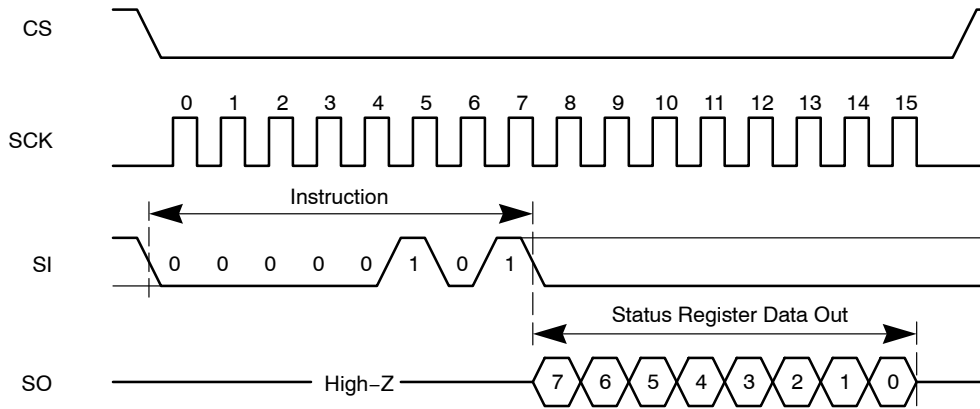 CS
0 1 2 3 4 5 6 7 8 9 10 11 12 13 14 15
SCK
Instruction
SI
0 0 0 0 0 1 0 1
Status Register Data Out
SO
High−Z
7 6 5 4 3 2 1 0